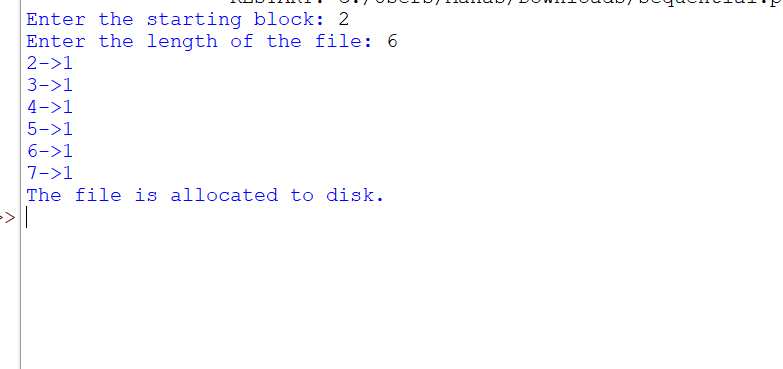 Enter the starting block: 2
Enter the length of the file: 6
2->1
3->1
4->1
5->1
6->1
7->1
The file is allocated to disk.
>>